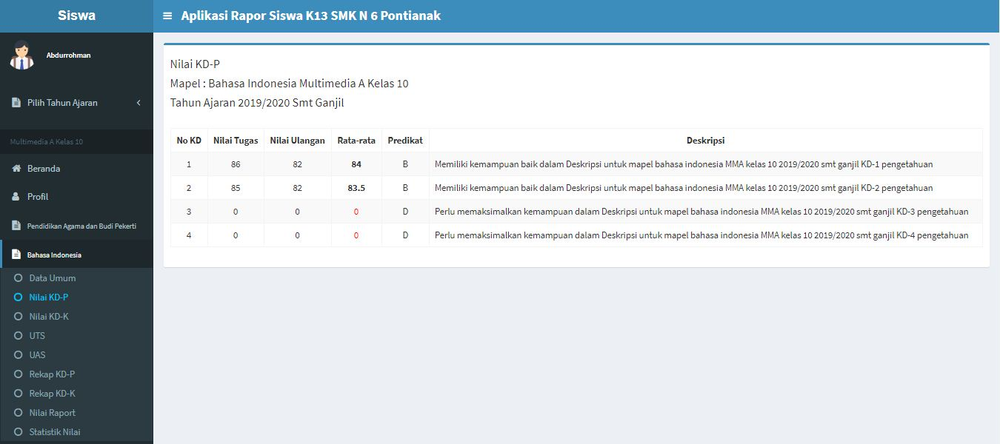 Siswa
Aplikasi Rapor Siswa K13 SMK N 6 Pontianak
Abdurrohman
Pilih Tahun Ajaran
Multimedia A Kelas 10
Beranda
Profil
Pendidikan Agama dan Budi Pekerti
Bahasa Indonesia
Data Umum
Nilai KD-P
Nilai KD-K
UTS
UAS
Rekap KD-P
Rekap KD-K
Nilai Raport
Statistik Nilai
Nilai KD-P
Mapel : Bahasa Indonesia Multimedia A Kelas 10
Tahun Ajaran 2019/2020 Smt Ganjil
No KD Nilai Tugas Nilai Ulangan Rata-rata Predikat Deskripsi
1 86 82 84 B Memiliki kemampuan baik dalam Deskripsi untuk mapel bahasa indonesia MMA kelas 10 2019/2020 smt ganjil KD-1 pengetahuan
2 85 82 83.5 B Memiliki kemampuan baik dalam Deskripsi untuk mapel bahasa indonesia MMA kelas 10 2019/2020 smt ganjil KD-2 pengetahuan
3 0 0 0 D Perlu memaksimalkan kemampuan dalam Deskripsi untuk mapel bahasa indonesia MMA kelas 10 2019/2020 smt ganjil KD-3 pengetahuan
4 0 0 0 D Perlu memaksimalkan kemampuan dalam Deskripsi untuk mapel bahasa indonesia MMA kelas 10 2019/2020 smt ganjil KD-4 pengetahuan